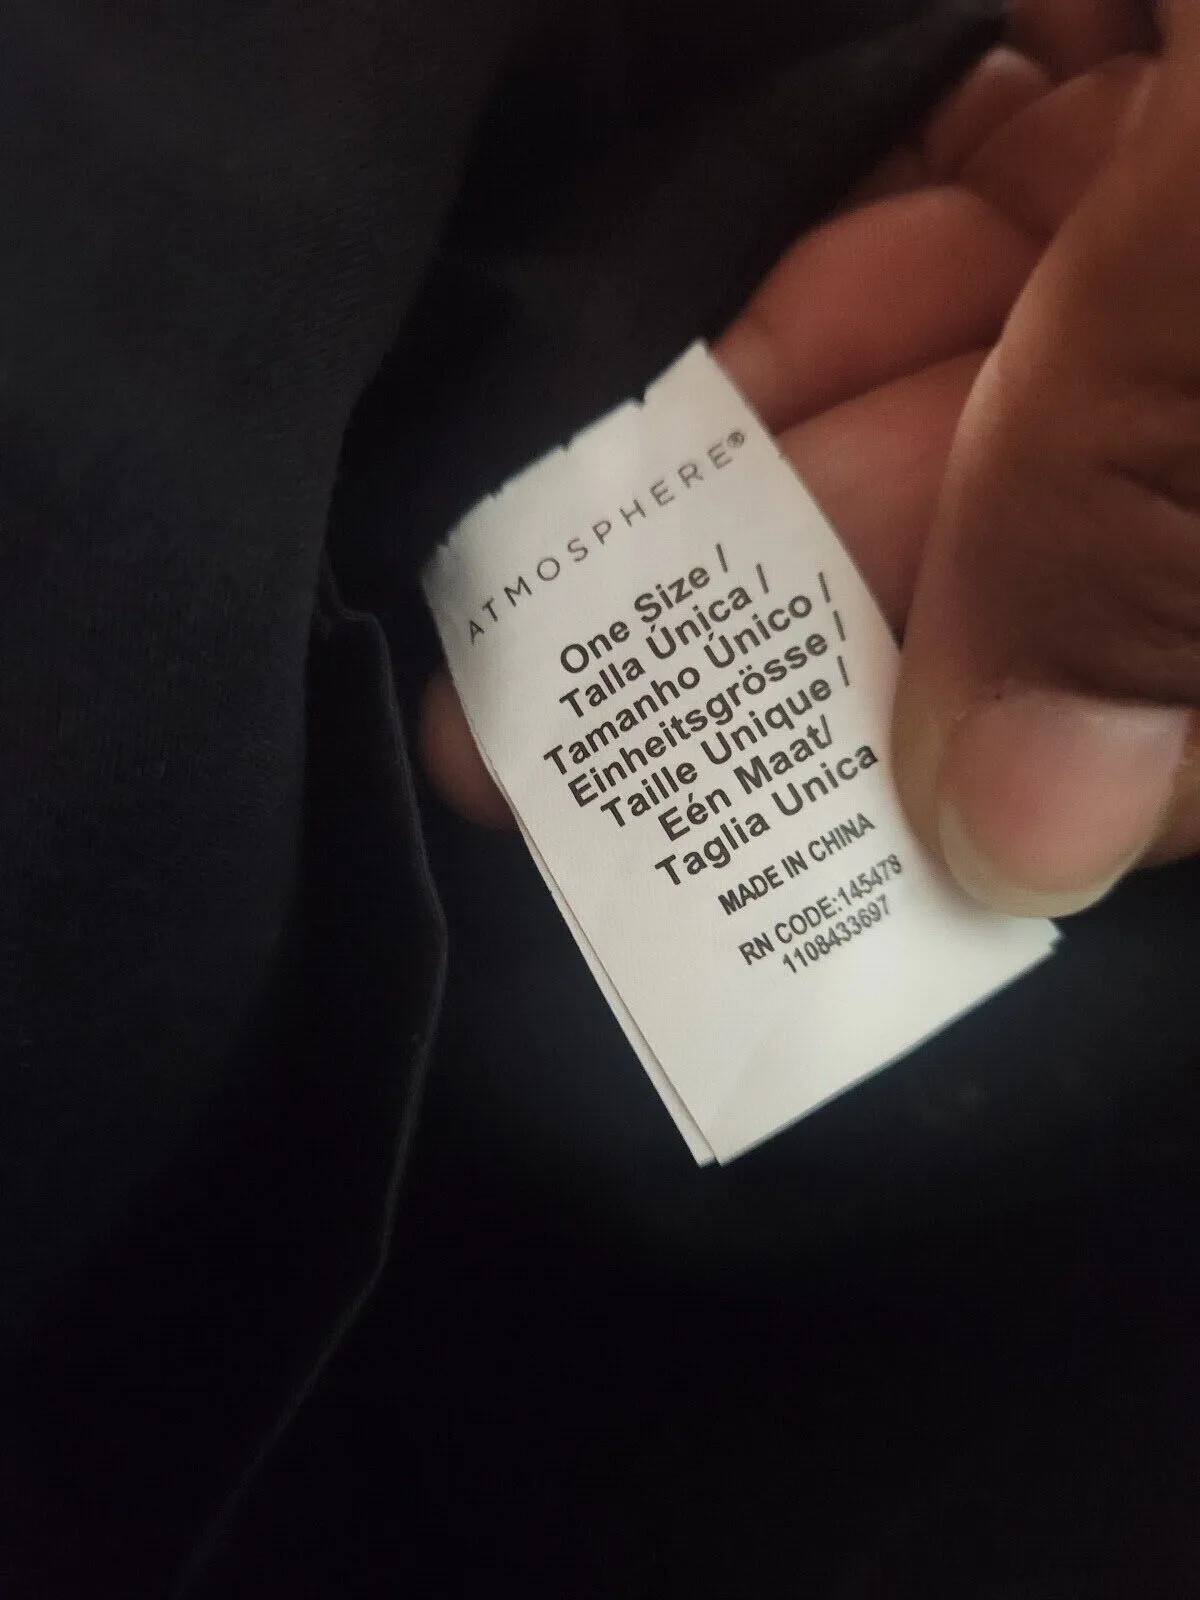 ATMOSPHERE®
One Size /
Talla Única /
Tamanho Único /
Einheitsgrösse /
Taille Unique /
Eén Maat/
Taglia Unica
MADE IN CHINA
RN CODE:145478
1108433697